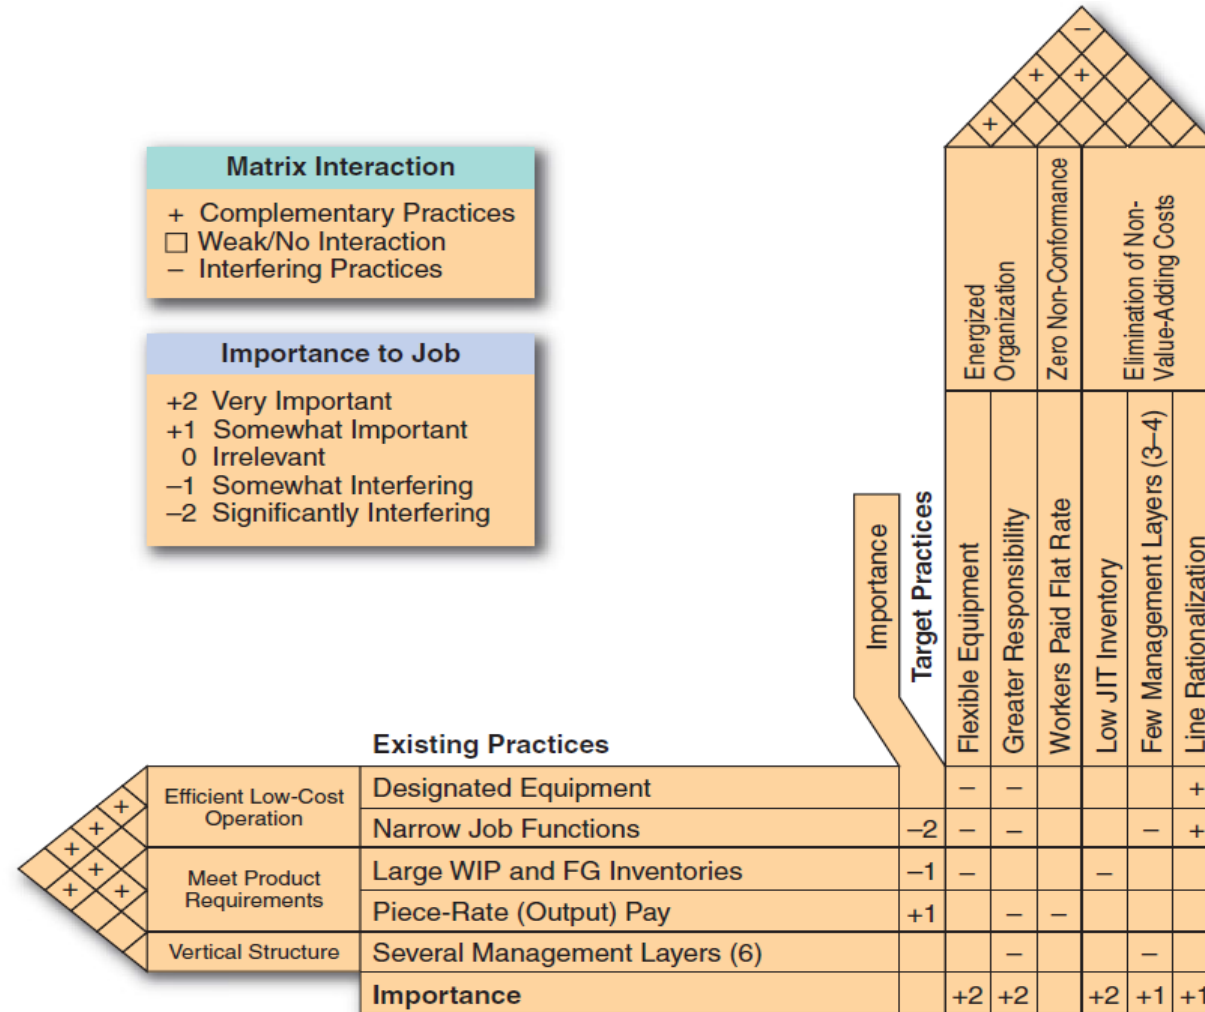 –
+ +
+
Matrix Interaction
+ Complementary Practices
□ Weak/No Interaction
– Interfering Practices
Importance to Job
+2 Very Important
+1 Somewhat Important
0 Irrelevant
–1 Somewhat Interfering
–2 Significantly Interfering
Energized
Organization
Zero Non-Conformance
Elimination of Non-
Value-Adding Costs
Importance
Target Practices
Flexible Equipment
Greater Responsibility
Workers Paid Flat Rate
Low JIT Inventory
Few Management Layers (3–4)
Line Rationalization
Existing Practices
Efficient Low-Cost
Operation
Designated Equipment – – +
Narrow Job Functions –2 – – – +
Meet Product
Requirements
Large WIP and FG Inventories –1 – –
Piece-Rate (Output) Pay +1 – –
Vertical Structure
Several Management Layers (6) – –
Importance +2 +2 +2 +1 +1
+
+
+
+
+ +